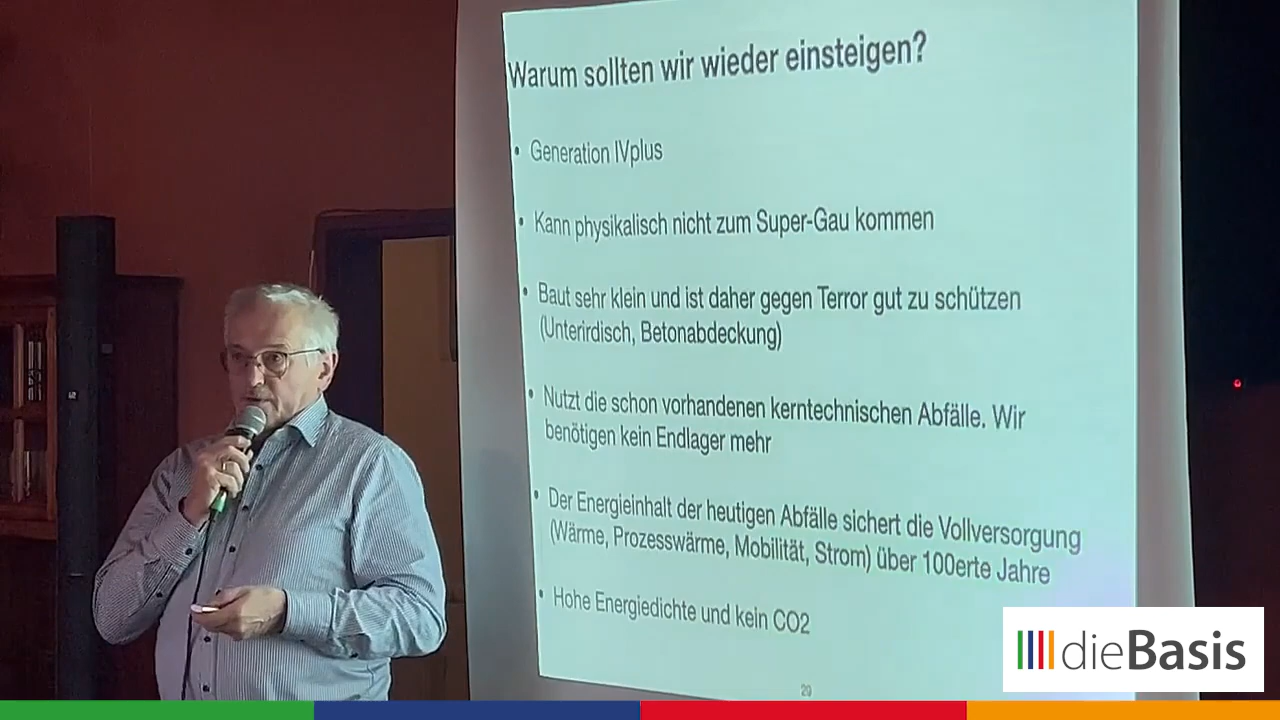 Warum sollten wir wieder einsteigen?
• Generation IVplus
• Kann physikalisch nicht zum Super-Gau kommen
• Baut sehr klein und ist daher gegen Terror gut zu schützen
(Unterirdisch, Betonabdeckung)
• Nutzt die schon vorhandenen kerntechnischen Abfälle. Wir
benötigen kein Endlager mehr
• Der Energieinhalt der heutigen Abfälle sichert die Vollversorgung
(Wärme, Prozesswärme, Mobilität, Strom) über 100erte Jahre
• Hohe Energiedichte und kein CO2
29
dieBasis